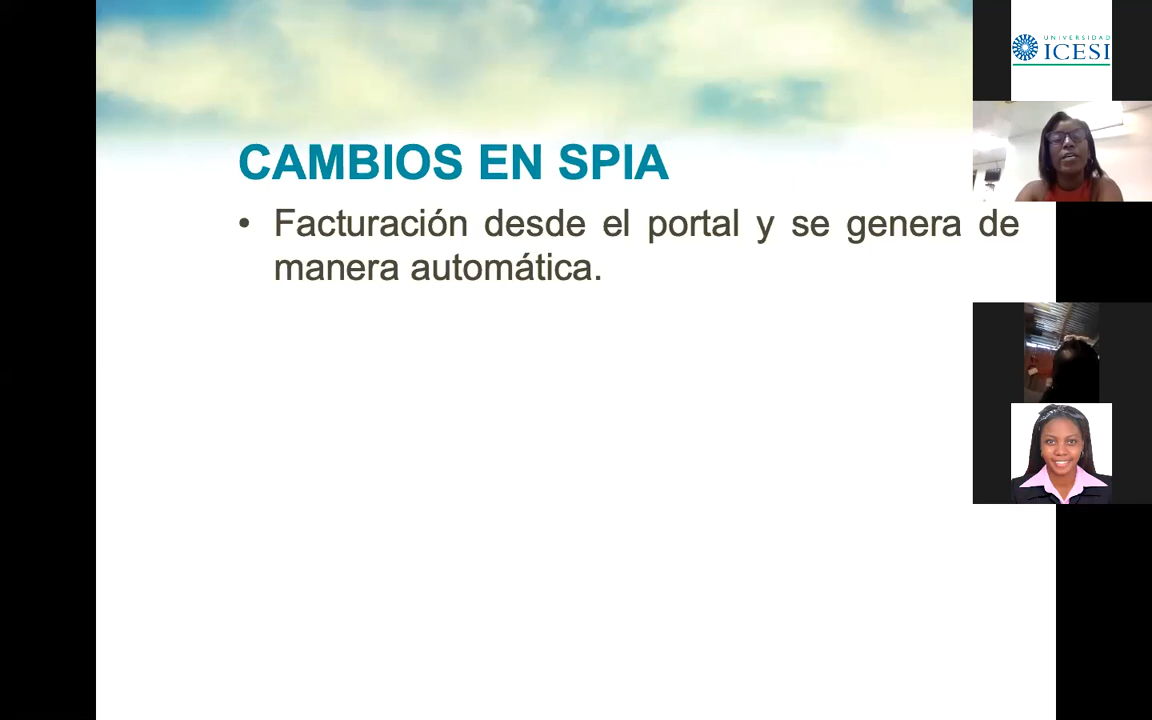 CAMBIOS EN SPIA
• Facturación desde el portal y se genera de
manera automática.
UNIVERSIDAD
ICESI